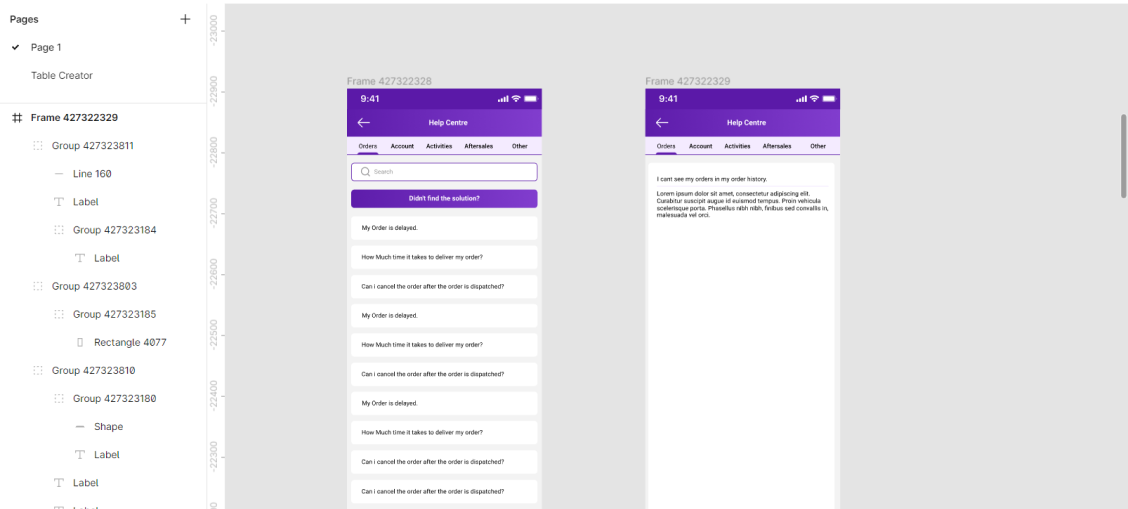 Pages
Page 1
Table Creator
Frame 427322329
Group 427323811
Line 160
Label
Group 427323184
Label
Group 427323803
Group 427323185
Rectangle 4077
Group 427323810
Group 427323180
Shape
Label
Label
-23000
-22900
-22800
-22700
-22600
-22500
-22400
-22300
Frame 427322328
9:41
Help Centre
Orders Account Activities Aftersales Other
Search
Didn't find the solution?
My Order is delayed.
How Much time it takes to deliver my order?
Can i cancel the order after the order is dispatched?
My Order is delayed.
How Much time it takes to deliver my order?
Can i cancel the order after the order is dispatched?
My Order is delayed.
How Much time it takes to deliver my order?
Can i cancel the order after the order is dispatched?
Can i cancel the order after the order is dispatched?
Frame 427322329
9:41
Help Centre
Orders Account Activities Aftersales Other
I cant see my orders in my order history.
Lorem ipsum dolor sit amet, consectetur adipiscing elit.
Curabitur suscipit augue id euismod tempus. Proin vehicula
scelerisque porta. Phasellus nibh nibh, finibus sed convallis in,
malesuada vel orci.